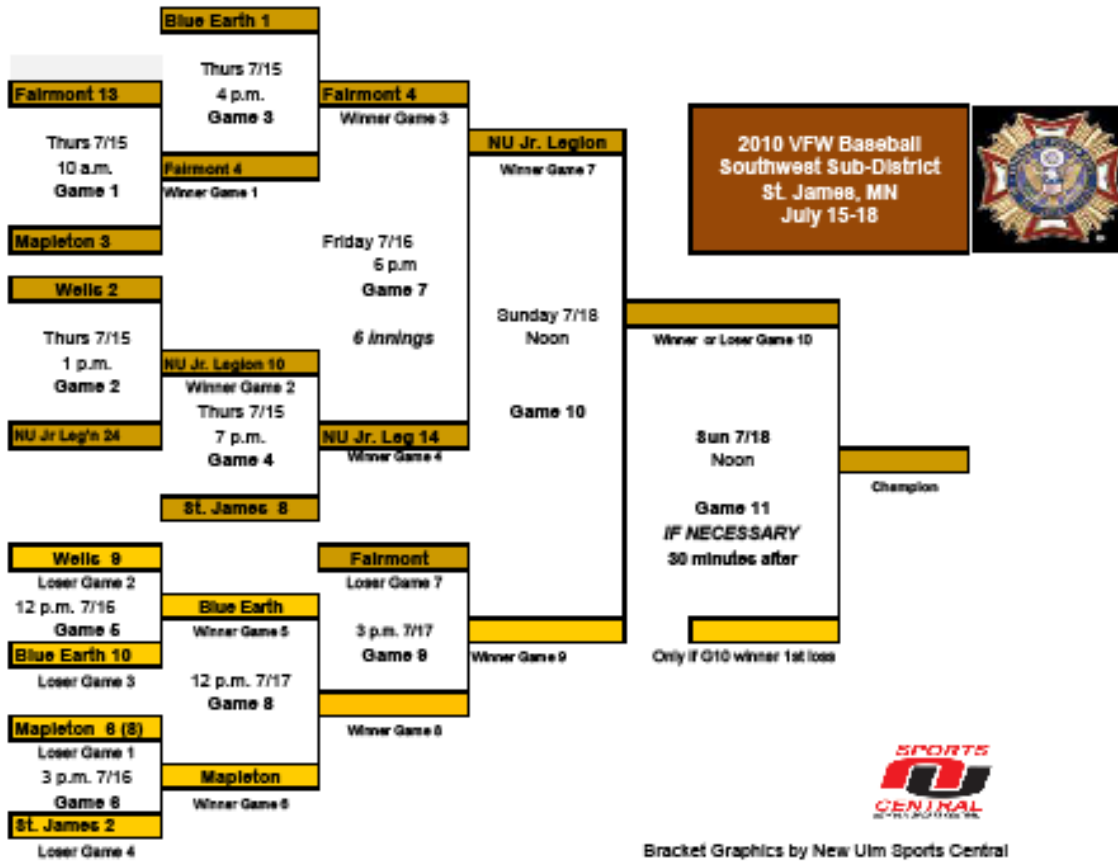 Blue Earth 1
Thurs 7/15
4 p.m.
Game 3
Fairmont 4
Winner Game 1
Fairmont 13
Thurs 7/15
10 a.m.
Game 1
Mapleton 3
Wells 2
Thurs 7/15
1 p.m.
Game 2
NU Jr Leg'n 24
NU Jr. Legion 10
Winner Game 2
Thurs 7/15
7 p.m.
Game 4
St. James 8
Fairmont 4
Winner Game 3
Friday 7/16
6 p.m
Game 7
6 innings
NU Jr. Leg 14
Winner Game 4
NU Jr. Legion
Winner Game 7
Sunday 7/18
Noon
Game 10
2010 VFW Baseball
Southwest Sub-District
St. James, MN
July 15-18
Winner or Loser Game 10
Sun 7/18
Noon
Game 11
IF NECESSARY
30 minutes after
Only if G10 winner 1st loss
Champion
Wells 9
Loser Game 2
12 p.m. 7/16
Game 5
Blue Earth 10
Loser Game 3
Mapleton 6 (8)
Loser Game 1
3 p.m. 7/16
Game 6
St. James 2
Loser Game 4
Blue Earth
Winner Game 5
12 p.m. 7/17
Game 8
Mapleton
Winner Game 6
Fairmont
Loser Game 7
3 p.m. 7/17
Game 9
Winner Game 8
Winner Game 9
SPORTS
NU
CENTRAL
Bracket Graphics by New Ulm Sports Central